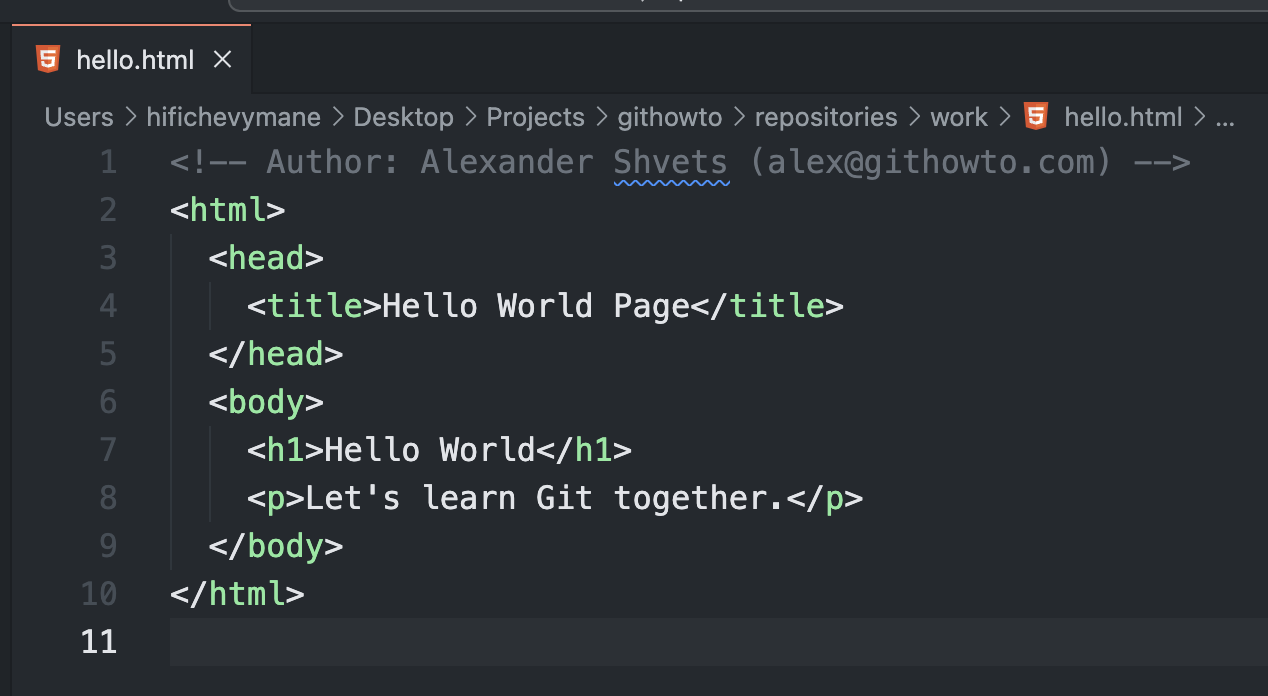 hello.html
Users > hifichevymane > Desktop > Projects > githowto > repositories > work > hello.html > ...
1 <!-- Author: Alexander Shvets (alex@githowto.com) -->
2 <html>
3   <head>
4     <title>Hello World Page</title>
5   </head>
6   <body>
7     <h1>Hello World</h1>
8     <p>Let's learn Git together.</p>
9   </body>
10 </html>
11